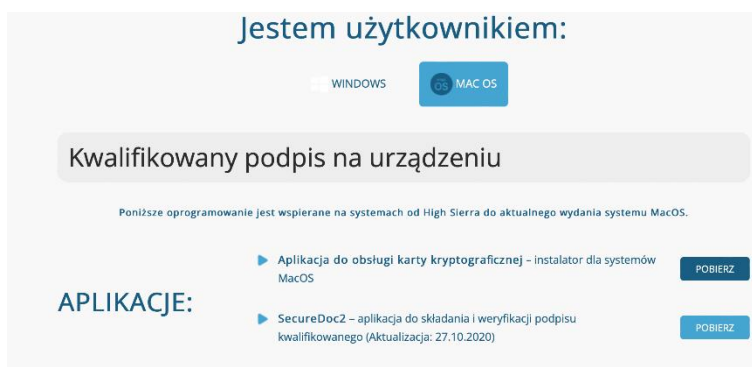 Jestem użytkownikiem:
WINDOWS
OS MAC OS
Kwalifikowany podpis na urządzeniu
Poniższe oprogramowanie jest wspierane na systemach od High Sierra do aktualnego wydania systemu MacOS.
APLIKACJE:
Aplikacja do obsługi karty kryptograficznej – instalator dla systemów
MacOS
POBIERZ
SecureDoc2 – aplikacja do składania i weryfikacji podpisu
kwalifikowanego (Aktualizacja: 27.10.2020)
POBIERZ